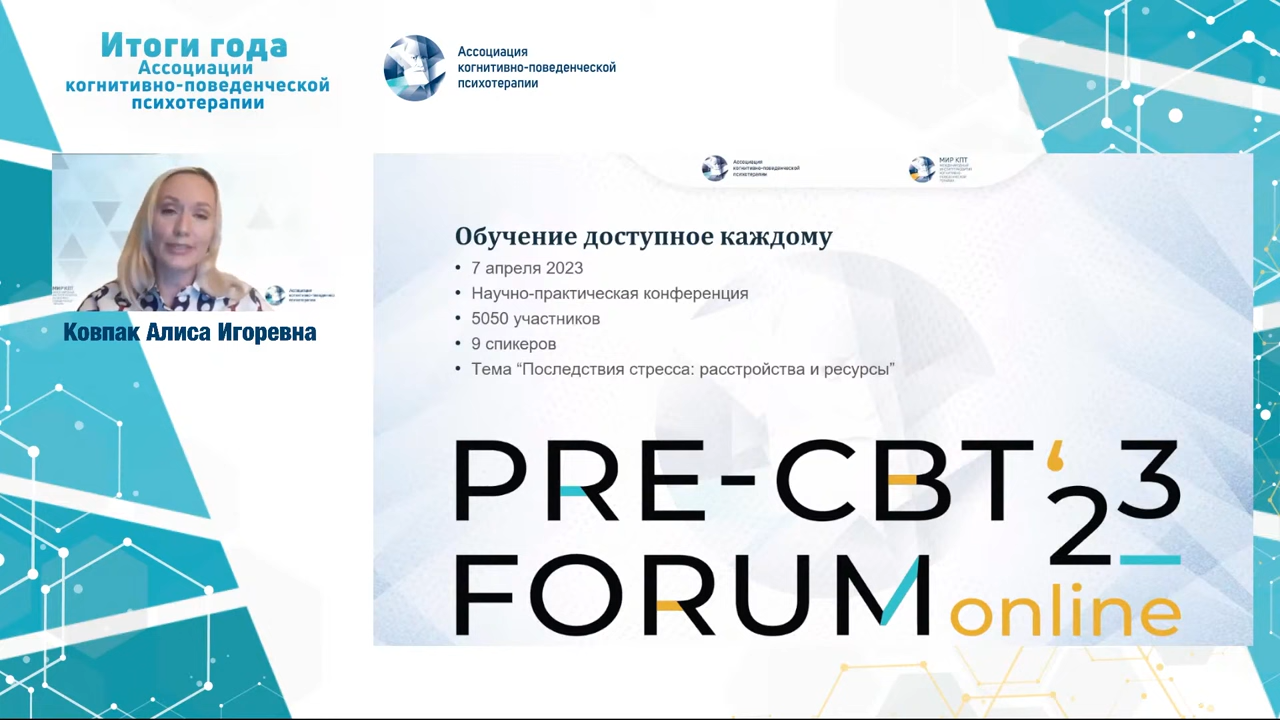 Итоги года
Ассоциации
когнитивно-поведенческой
психотерапии
Ассоциация
когнитивно-поведенческой
психотерапии
Ассоциация
когнитивно-поведенческой
психотерапии
МИР КПТ
Обучение доступное каждому
• 7 апреля 2023
• Научно-практическая конференция
• 5050 участников
• 9 спикеров
• Тема “Последствия стресса: расстройства и ресурсы”
PRE-CBT‘23
FORUM online
Ковпак Алиса Игоревна